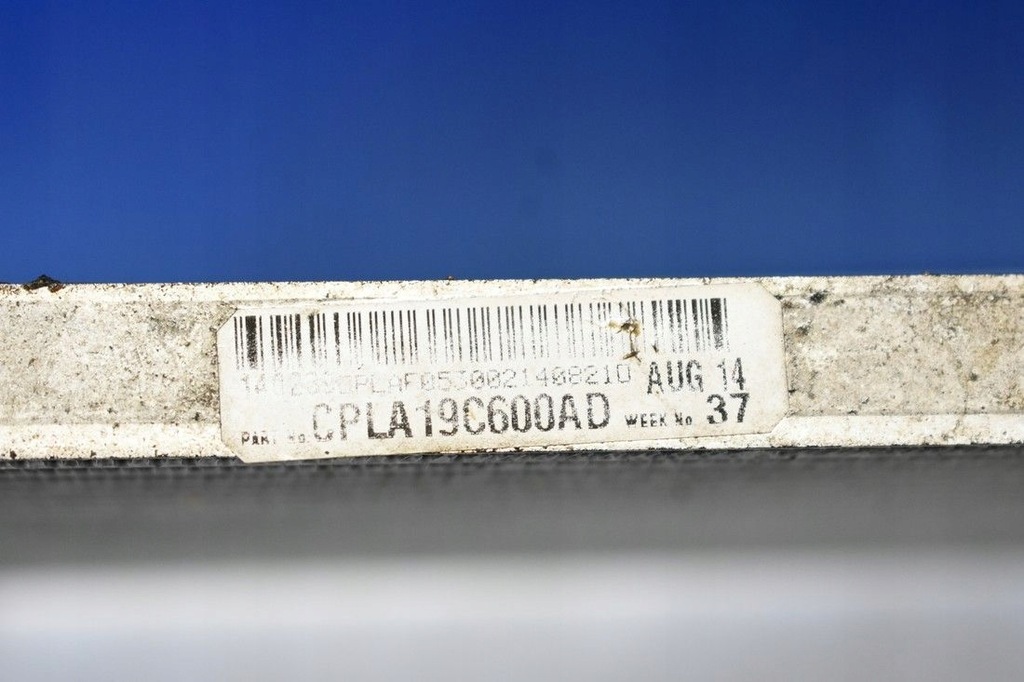 AUG 14
PART No. CPLA19C600AD WEEK No 37